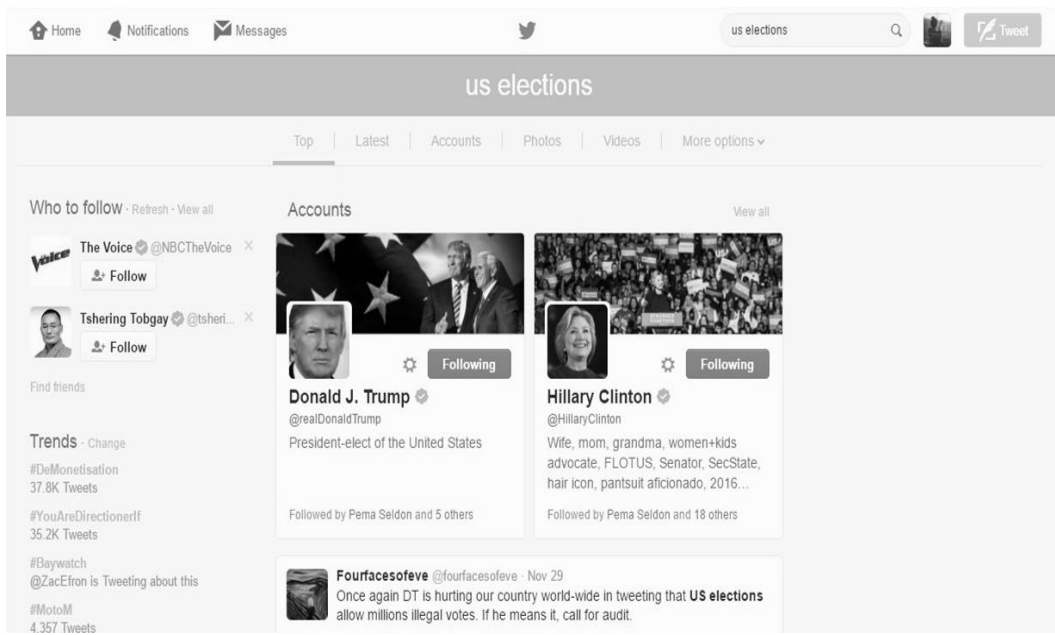 Home Notifications Messages us elections Tweet
us elections
Top Latest Accounts Photos Videos More options
Who to follow · Refresh · View all
Voice
The Voice @NBCTheVoice
Follow
Tshering Tobgay @tsheri...
Follow
Find friends
Trends · Change
#DeMonetisation
37.8K Tweets
#YouAreDirectionerIf
35.2K Tweets
#Baywatch
@ZacEfron is Tweeting about this
#MotoM
4,357 Tweets
Accounts View all
Following
Donald J. Trump
@realDonaldTrump
President-elect of the United States
Followed by Pema Seldon and 5 others
Following
Hillary Clinton
@HillaryClinton
Wife, mom, grandma, women+kids
advocate, FLOTUS, Senator, SecState,
hair icon, pantsuit aficionado, 2016...
Followed by Pema Seldon and 18 others
Fourfacesofeve @fourfacesofeve · Nov 29
Once again DT is hurting our country world-wide in tweeting that US elections
allow millions illegal votes. If he means it, call for audit.